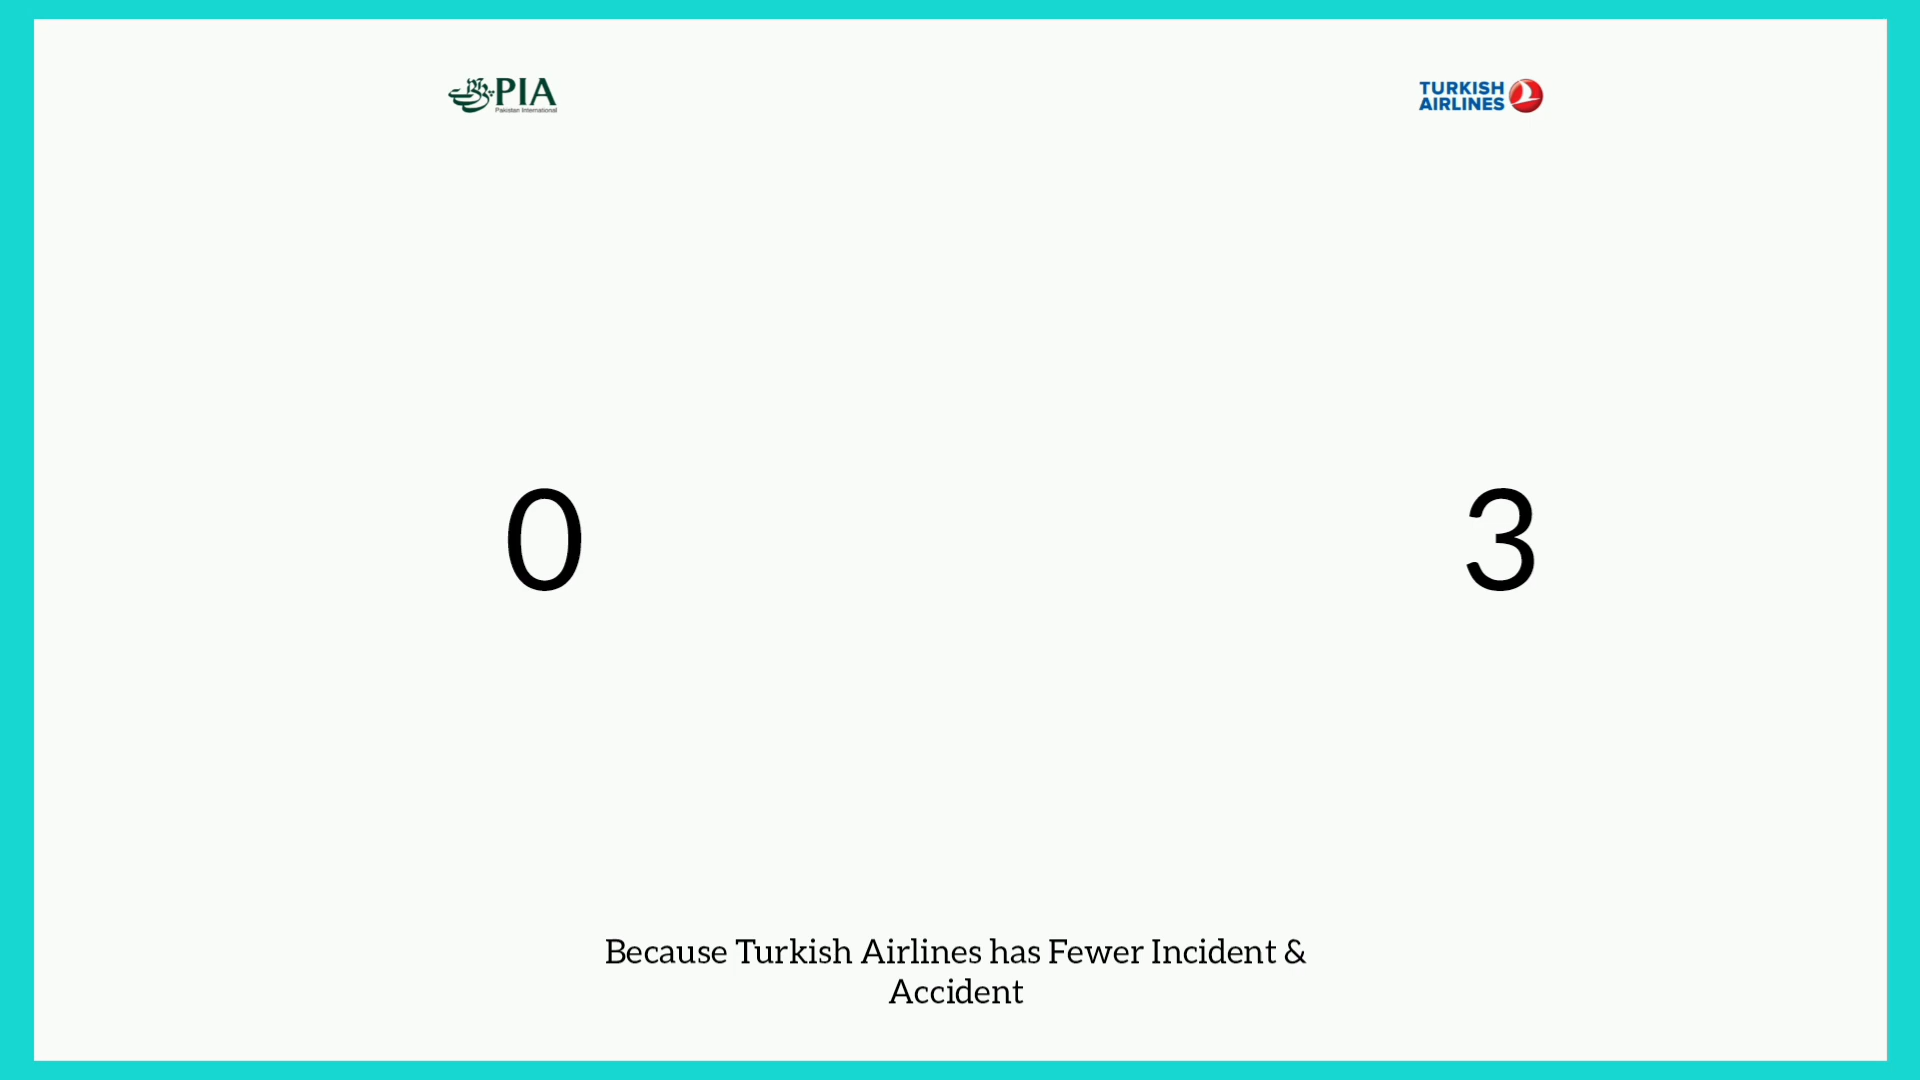 PIA
Pakistan International
TURKISH
AIRLINES
0
3
Because Turkish Airlines has Fewer Incident &
Accident